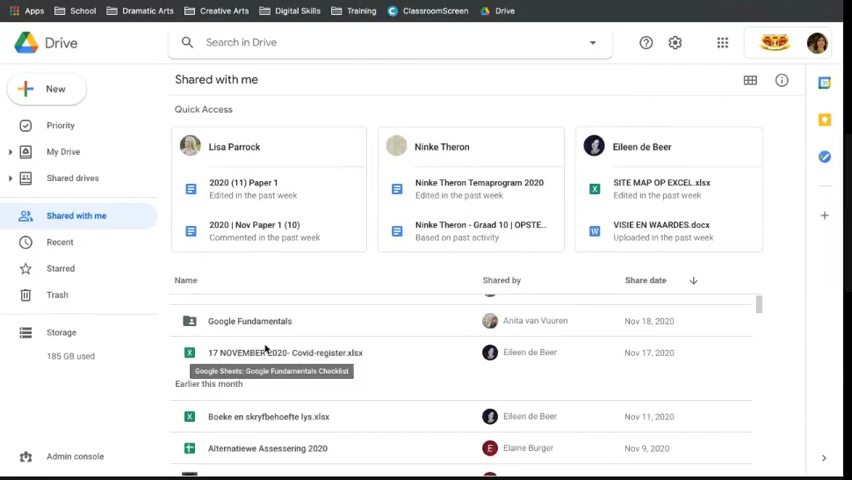 Apps School Dramatic Arts Creative Arts Digital Skills Training ClassroomScreen Drive
Drive
Search in Drive
New
Priority
My Drive
Shared drives
Shared with me
Recent
Starred
Trash
Storage
185 GB used
Admin console
Shared with me
Quick Access
Lisa Parrock
2020 (11) Paper 1
Edited in the past week
2020 | Nov Paper 1 (10)
Commented in the past week
Ninke Theron
Ninke Theron Temaprogram 2020
Edited in the past week
Ninke Theron - Graad 10 | OPSTE...
Based on past activity
Eileen de Beer
SITE MAP OP EXCEL.xlsx
Edited in the past week
VISIE EN WAARDES.docx
Uploaded in the past week
Name Shared by Share date
Google Fundamentals Anita van Vuuren Nov 18, 2020
17 NOVEMBER 2020- Covid-register.xlsx Eileen de Beer Nov 17, 2020
Google Sheets: Google Fundamentals Checklist
Earlier this month
Boeke en skryfbehoefte lys.xlsx Eileen de Beer Nov 11, 2020
Alternatiewe Assessering 2020 Elaine Burger Nov 9, 2020